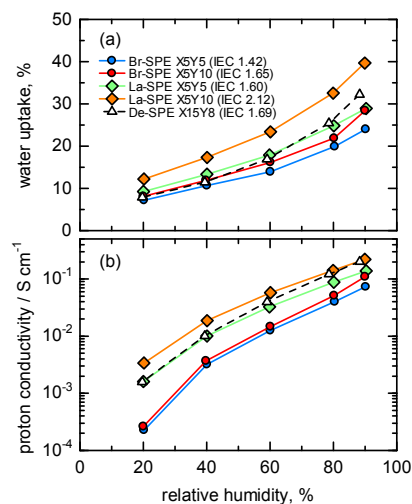 50
(a)
Br-SPE X5Y5 (IEC 1.42)
Br-SPE X5Y10 (IEC 1.65)
La-SPE X5Y5 (IEC 1.60)
La-SPE X5Y10 (IEC 2.12)
De-SPE X15Y8 (IEC 1.69)
40
30
20
10
0
water uptake, %
(b)
10⁻¹
10⁻²
10⁻³
10⁻⁴
proton conductivity / S cm⁻¹
0 20 40 60 80 100
relative humidity, %